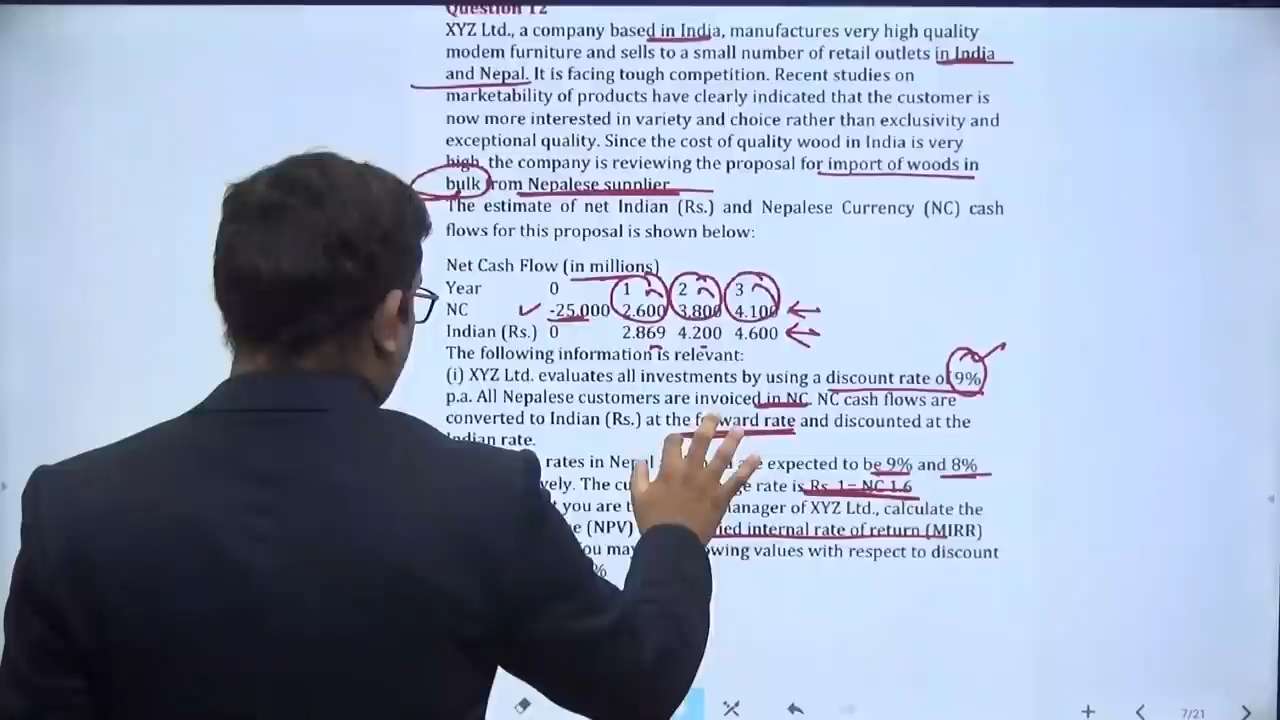 Question 12
XYZ Ltd., a company based in India, manufactures very high quality
modem furniture and sells to a small number of retail outlets in India
and Nepal. It is facing tough competition. Recent studies on
marketability of products have clearly indicated that the customer is
now more interested in variety and choice rather than exclusivity and
exceptional quality. Since the cost of quality wood in India is very
high, the company is reviewing the proposal for import of woods in
bulk from Nepalese supplier
The estimate of net Indian (Rs.) and Nepalese Currency (NC) cash
flows for this proposal is shown below:
Net Cash Flow (in millions)
Year 0 1 2 3
NC -25.000 2.600 3.800 4.100
Indian (Rs.) 0 2.869 4.200 4.600
The following information is relevant:
(i) XYZ Ltd. evaluates all investments by using a discount rate of 9%
p.a. All Nepalese customers are invoiced in NC. NC cash flows are
converted to Indian (Rs.) at the forward rate and discounted at the
Indian rate.
rates in are expected to be 9% and 8%
The rate is Rs. 1= NC 1.6
you are manager of XYZ Ltd., calculate the
(NPV) internal rate of return (MIRR)
values with respect to discount
%
7/21